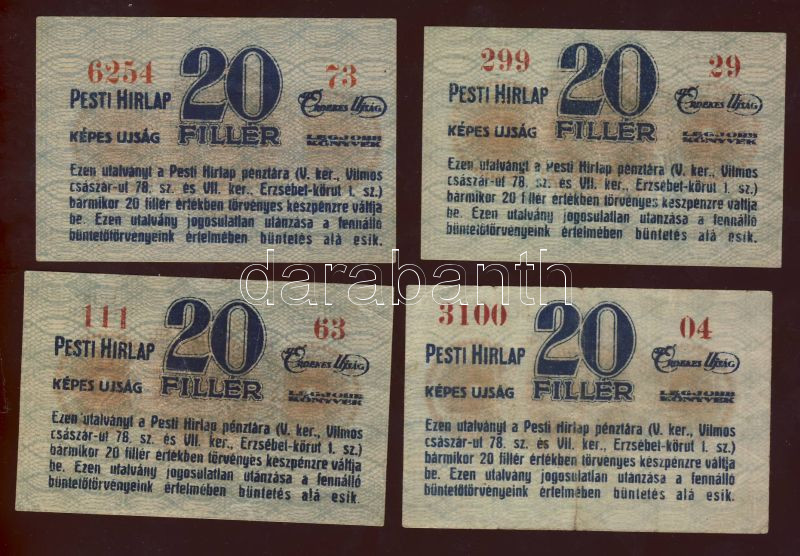 6254 20 73
PESTI HIRLAP Érdekes Ujság
KÉPES UJSÁG FILLÉR LEGJOBB KÖNYVEK
Ezen utalványt a Pesti Hirlap pénztára (V. ker., Vilmos
császár-ut 78. sz. és VII. ker., Erzsébet-körut 1. sz.)
bármikor 20 fillér értékben törvényes készpénzre váltja
be. Ezen utalvány jogosulatlan utánzása a fennálló
büntetőtörvényeink értelmében büntetés alá esik.
299 20 29
PESTI HIRLAP Érdekes Ujság
KÉPES UJSÁG FILLÉR LEGJOBB KÖNYVEK
Ezen utalványt a Pesti Hirlap pénztára (V. ker., Vilmos
császár-ut 78. sz. és VII. ker., Erzsébet-körut 1. sz.)
bármikor 20 fillér értékben törvényes készpénzre váltja
be. Ezen utalvány jogosulatlan utánzása a fennálló
büntetőtörvényeink értelmében büntetés alá esik.
darabanth
111 20 63
PESTI HIRLAP Érdekes Ujság
KÉPES UJSÁG FILLÉR LEGJOBB KÖNYVEK
Ezen utalványt a Pesti Hirlap pénztára (V. ker., Vilmos
császár-ut 78. sz. és VII. ker., Erzsébet-körut 1. sz.)
bármikor 20 fillér értékben törvényes készpénzre váltja
be. Ezen utalvány jogosulatlan utánzása a fennálló
büntetőtörvényeink értelmében büntetés alá esik.
3100 20 04
PESTI HIRLAP Érdekes Ujság
KÉPES UJSÁG FILLÉR LEGJOBB KÖNYVEK
Ezen utalványt a Pesti Hirlap pénztára (V. ker., Vilmos
császár-ut 78. sz. és VII. ker., Erzsébet-körut 1. sz.)
bármikor 20 fillér értékben törvényes készpénzre váltja
be. Ezen utalvány jogosulatlan utánzása a fennálló
büntetőtörvényeink értelmében büntetés alá esik.